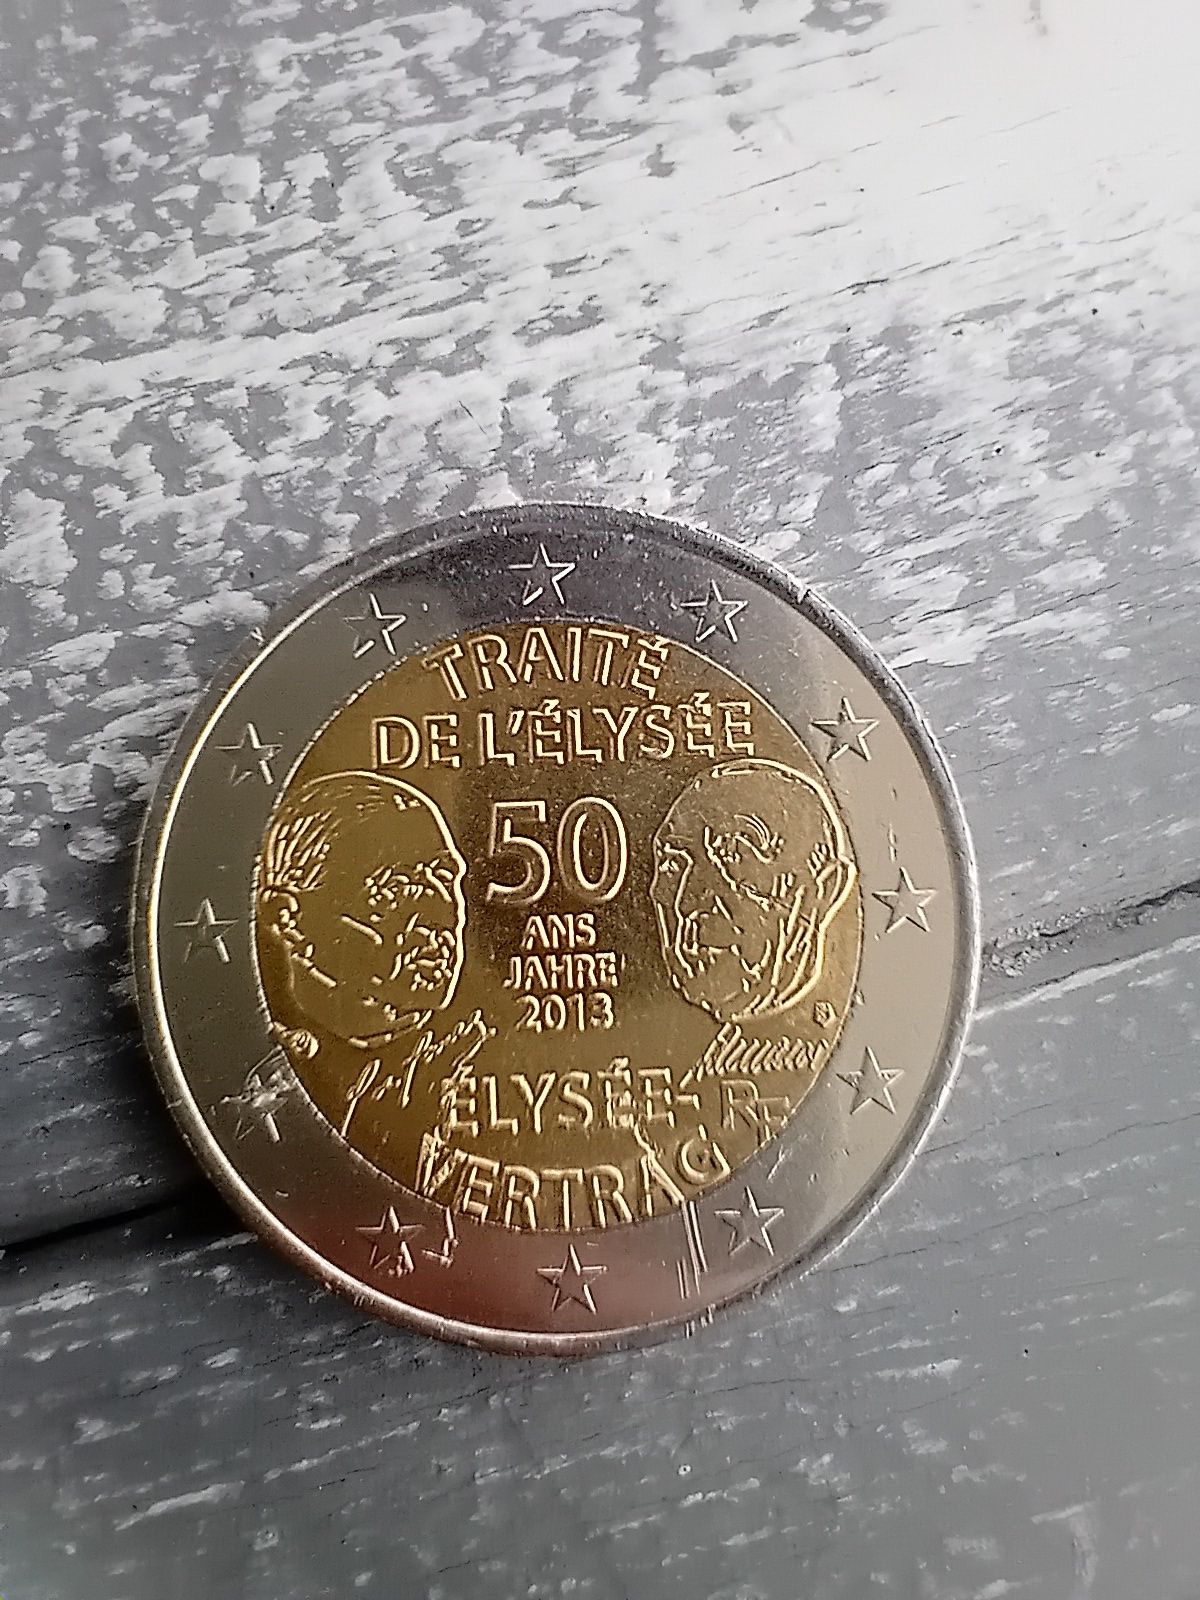 TRAITÉ
DE L'ÉLYSÉE
50
ANS
JAHRE
2013
ÉLYSÉE- RF
VERTRAG